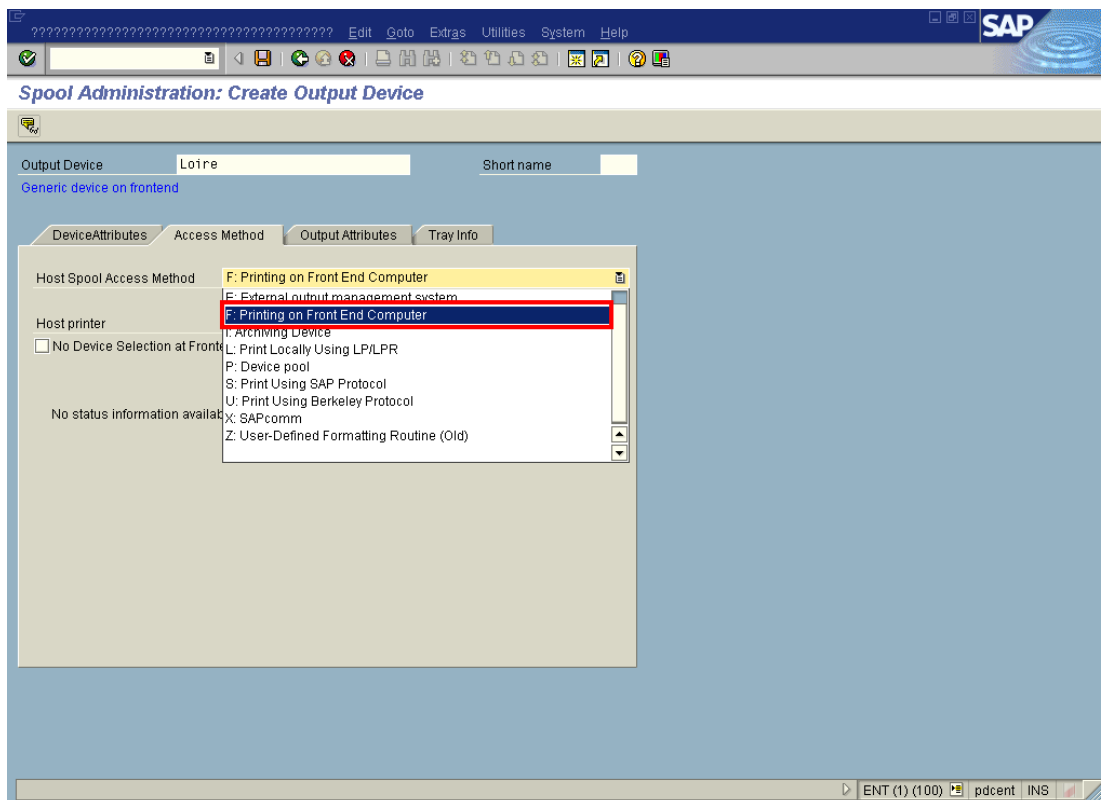 ????????????????????????????????????????  Edit  Goto  Extras  Utilities  System  Help
SAP
Spool Administration: Create Output Device
Output Device  Loire  Short name
Generic device on frontend
DeviceAttributes  Access Method  Output Attributes  Tray Info
Host Spool Access Method  F: Printing on Front End Computer
E: External output management system
Host printer  F: Printing on Front End Computer
I: Archiving Device
No Device Selection at Fronte
L: Print Locally Using LP/LPR
P: Device pool
S: Print Using SAP Protocol
U: Print Using Berkeley Protocol
No status information availab
X: SAPcomm
Z: User-Defined Formatting Routine (Old)
ENT (1) (100)  pdcent  INS